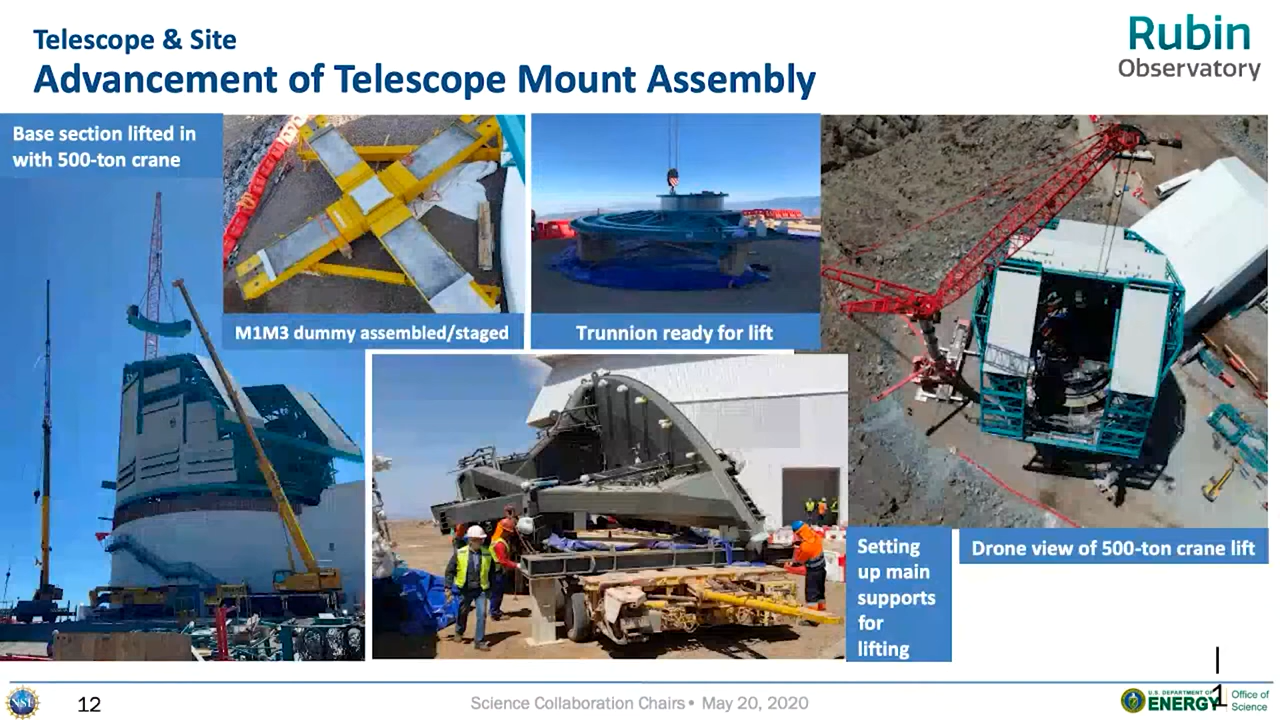 Telescope & Site
Advancement of Telescope Mount Assembly
Rubin
Observatory
Base section lifted in
with 500-ton crane
M1M3 dummy assembled/staged
Trunnion ready for lift
Setting
up main
supports
for
lifting
Drone view of 500-ton crane lift
NSF
12
Science Collaboration Chairs• May 20, 2020
U.S. DEPARTMENT OF
ENERGY
Office of
Science
1